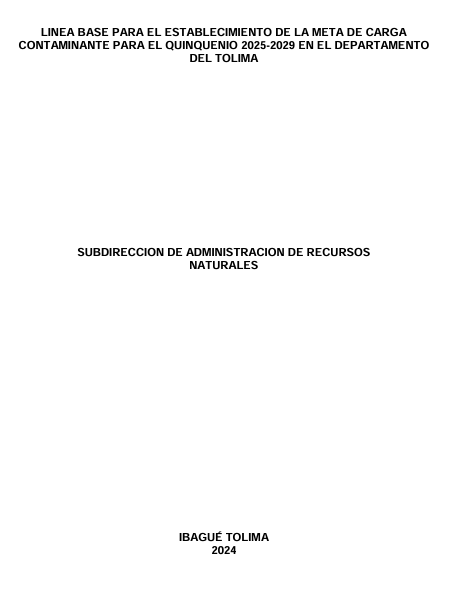 LINEA BASE PARA EL ESTABLECIMIENTO DE LA META DE CARGA
CONTAMINANTE PARA EL QUINQUENIO 2025-2029 EN EL DEPARTAMENTO
DEL TOLIMA
SUBDIRECCION DE ADMINISTRACION DE RECURSOS
NATURALES
IBAGUÉ TOLIMA
2024